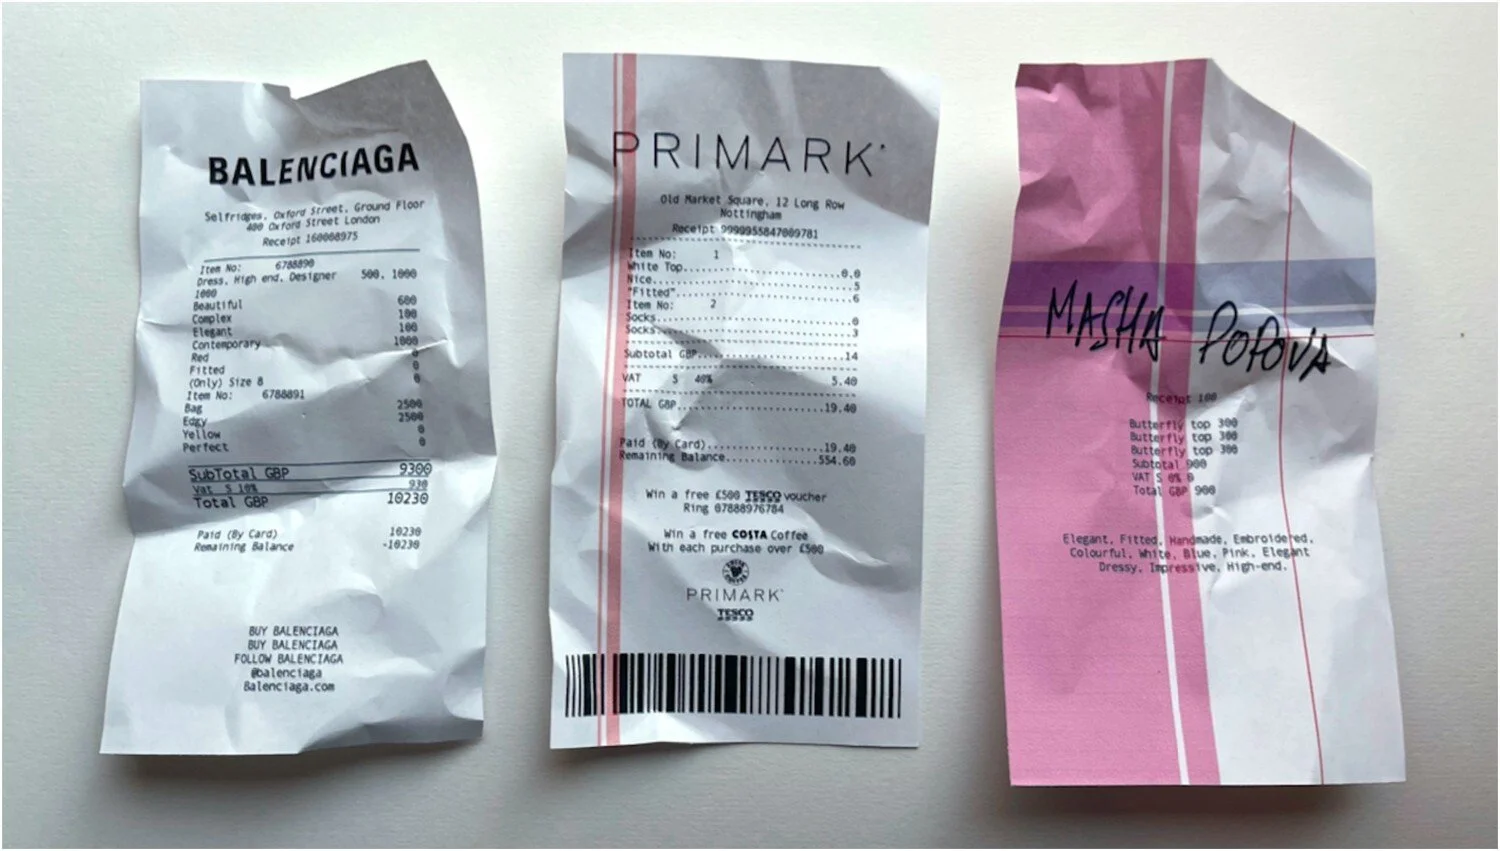 BALENCIAGA
Selfridges, Oxford Street, Ground Floor
400 Oxford Street London
Receipt 160008975
Item No: 6788890
Dress, High end, Designer 500, 1000
1000
Beautiful 600
Complex 100
Elegant 100
Contemporary 1000
Red 0
Fitted 0
(Only) Size 8 0
Item No: 6788891
Bag 2500
Edgy 2500
Yellow 0
Perfect 0
SubTotal GBP 9300
Vat S 10% 930
Total GBP 10230
Paid (By Card) 10230
Remaining Balance -10230
BUY BALENCIAGA
BUY BALENCIAGA
FOLLOW BALENCIAGA
@balenciaga
Balenciaga.com
PRIMARK
Old Market Square, 12 Long Row
Nottingham
Receipt 9999955847009781
Item No: 1
White Top..................0.0
Nice.......................5
"Fitted"...................6
Item No: 2
Socks......................0
Socks......................3
Subtotal GBP...............14
VAT S 40% 5.40
TOTAL GBP..................19.40
Paid (By Card).............19.40
Remaining Balance..........554.60
Win a free £500 TESCO voucher
Ring 07888976784
Win a free COSTA Coffee
With each purchase over £500
COSTA COFFEE
PRIMARK
TESCO
MASHA POPOVA
Receipt 100
Butterfly top 300
Butterfly top 300
Butterfly top 300
Subtotal 900
VAT S 0% 0
Total GBP 900
Elegant, Fitted, Handmade, Embroidered,
Colourful, White, Blue, Pink, Elegant
Dressy, Impressive, High-end.